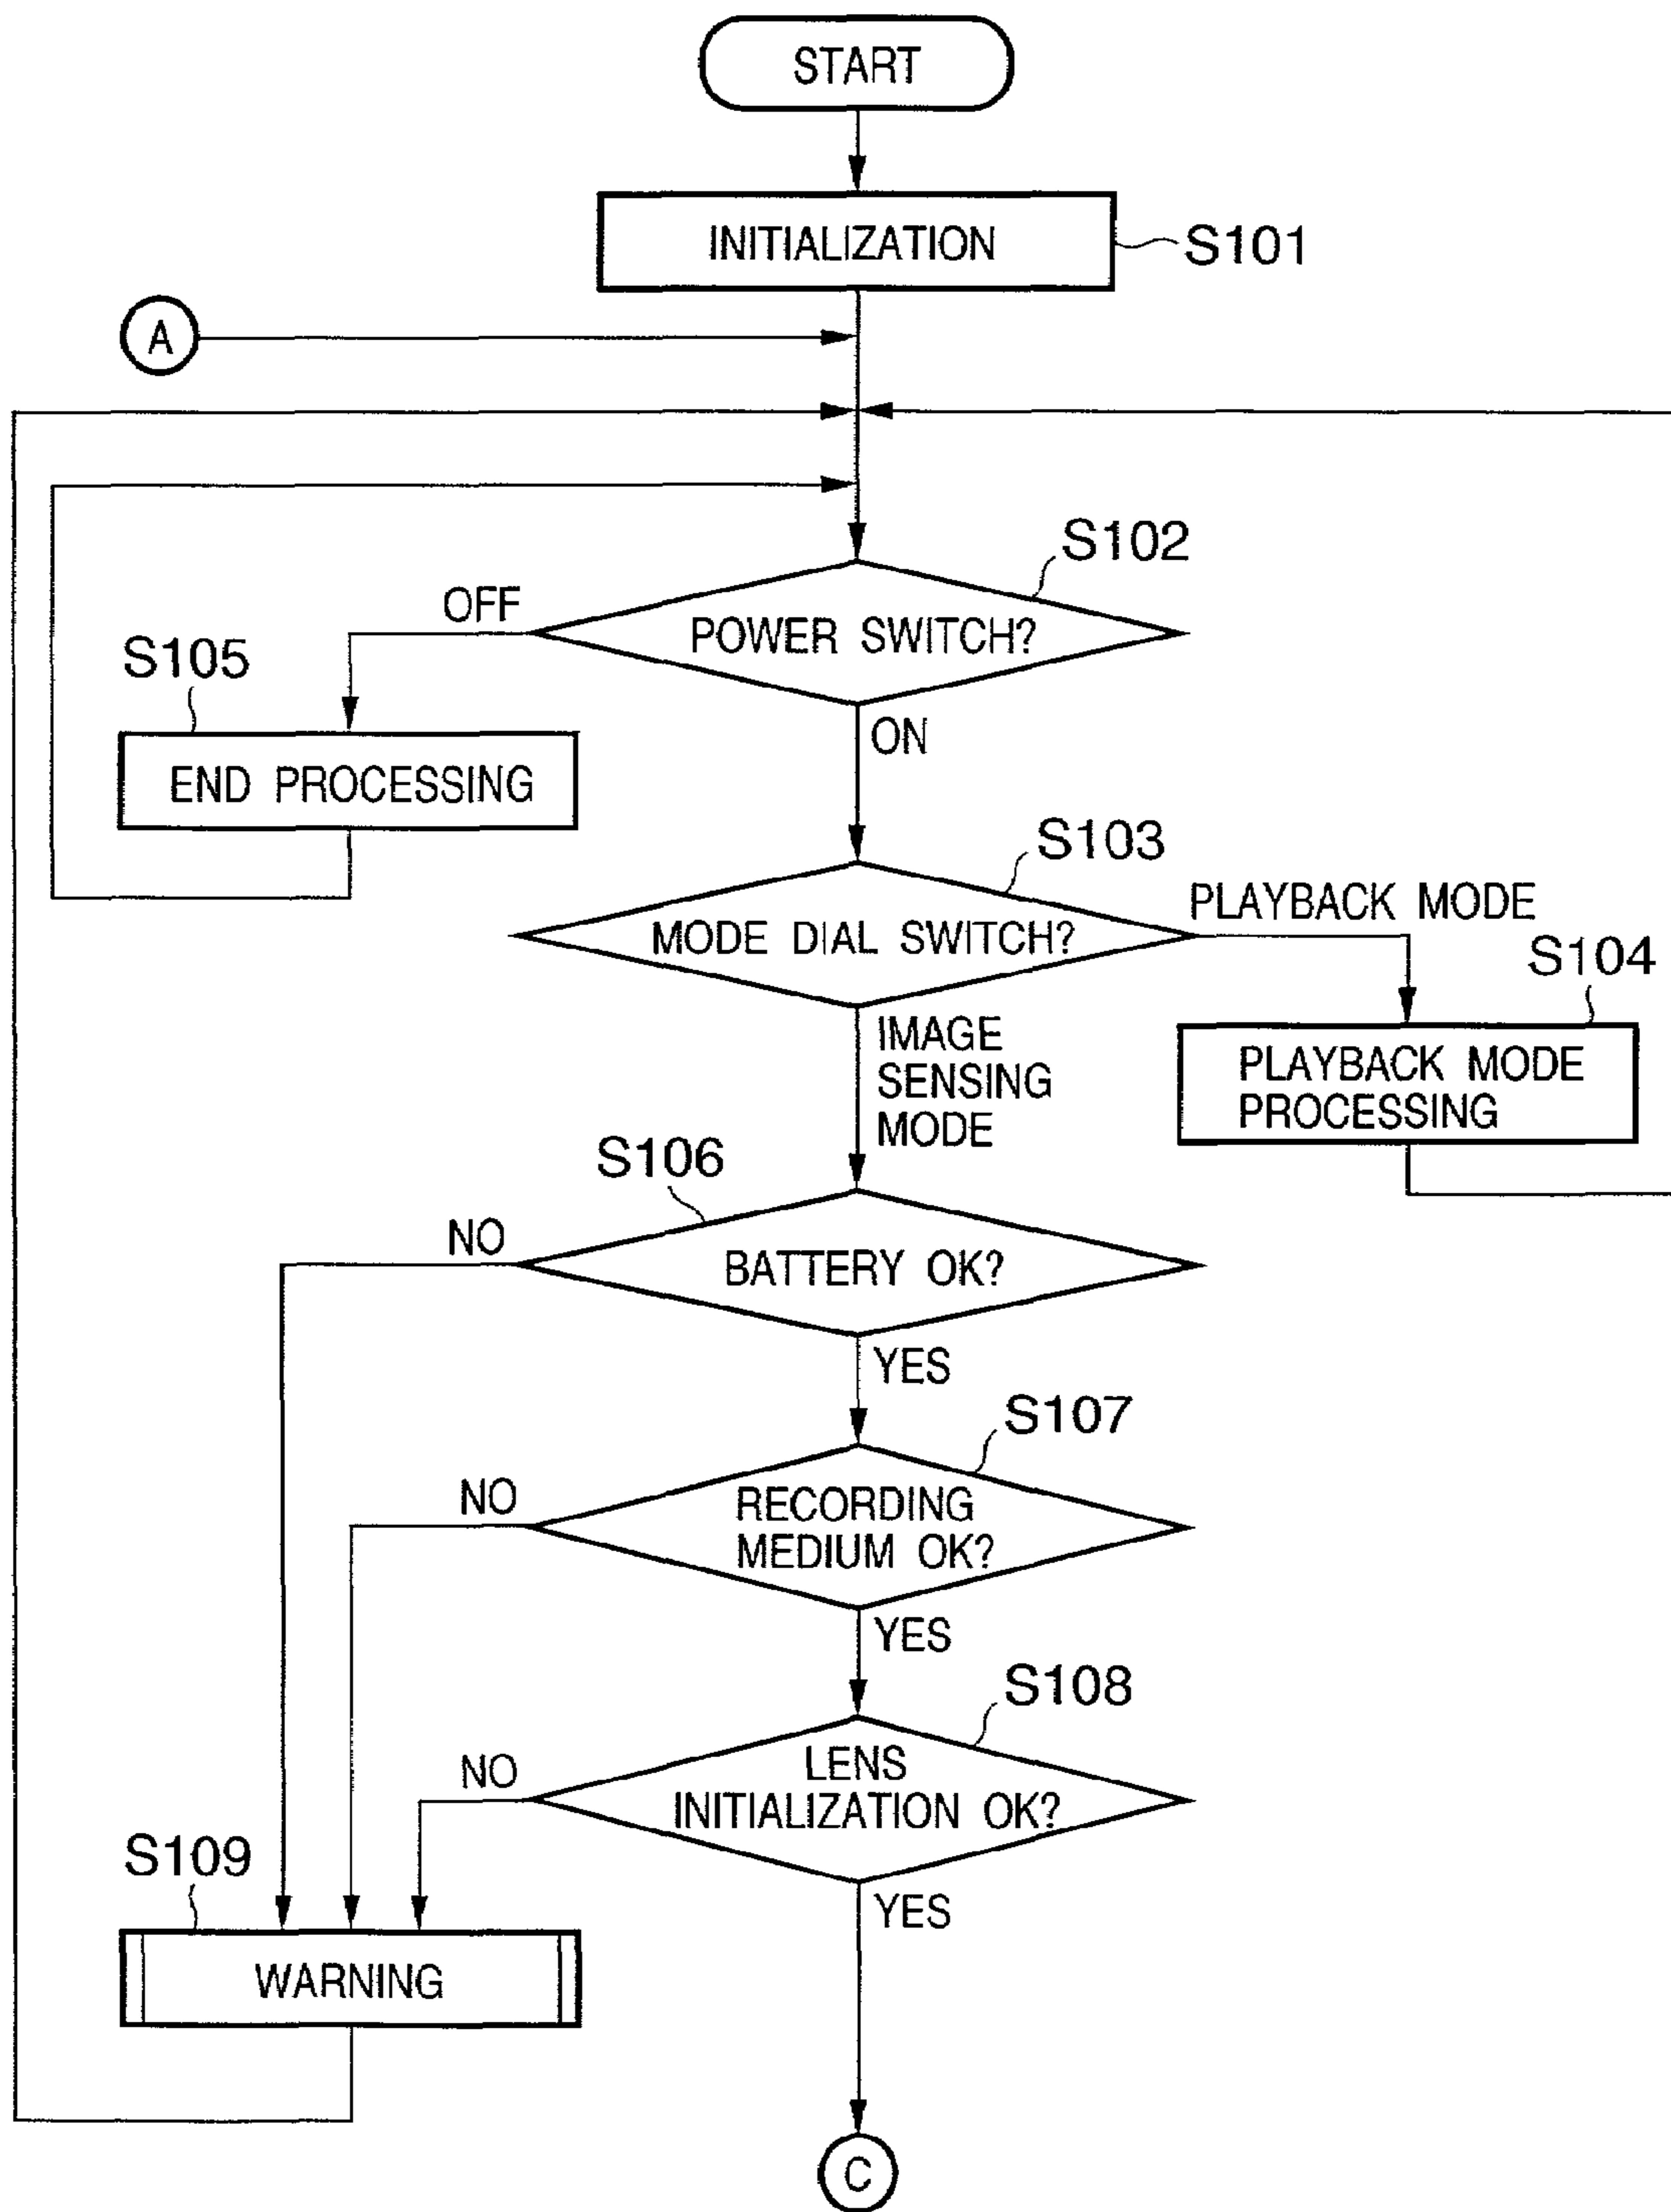 START
INITIALIZATION
S101
A
S102
OFF
POWER SWITCH?
S105
ON
END PROCESSING
S103
PLAYBACK MODE
MODE DIAL SWITCH?
S104
IMAGE
SENSING
MODE
PLAYBACK MODE
PROCESSING
S106
NO
BATTERY OK?
YES
S107
NO
RECORDING
MEDIUM OK?
YES
S108
NO
LENS
INITIALIZATION OK?
S109
YES
WARNING
C